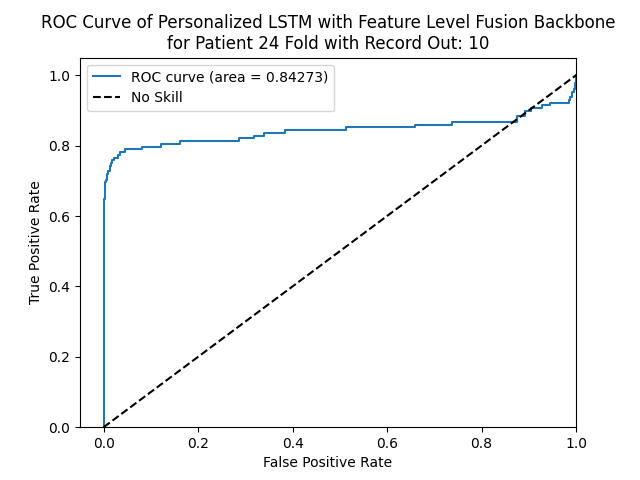 ROC Curve of Personalized LSTM with Feature Level Fusion Backbone
for Patient 24 Fold with Record Out: 10
ROC curve (area = 0.84273)
No Skill
True Positive Rate
1.0
0.8
0.6
0.4
0.2
0.0
0.0 0.2 0.4 0.6 0.8 1.0
False Positive Rate